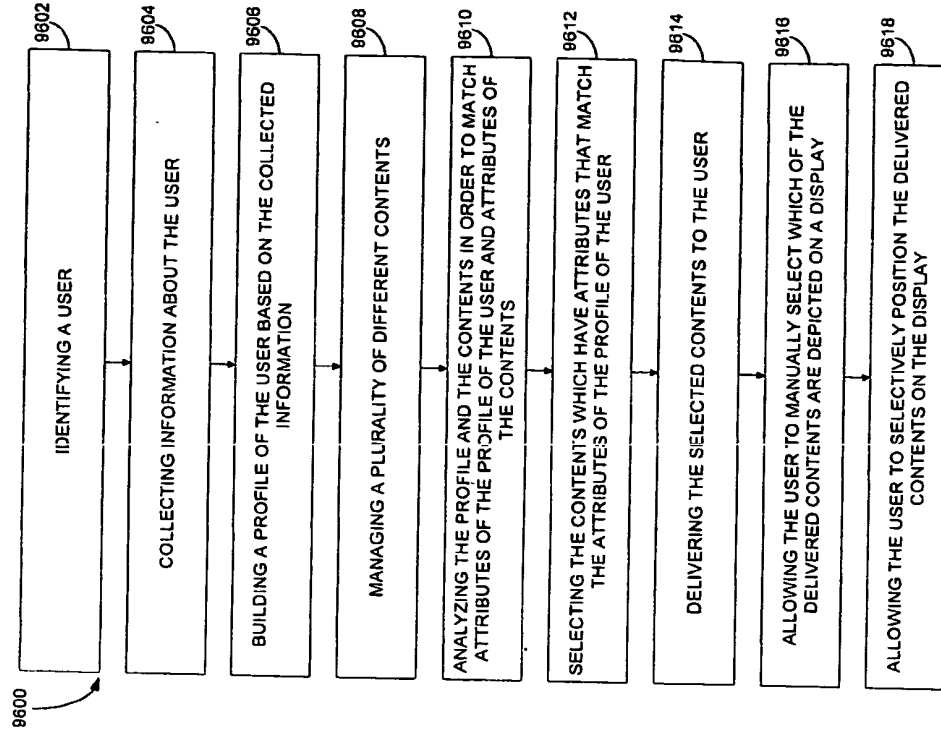 9600
9602
IDENTIFYING A USER
9604
COLLECTING INFORMATION ABOUT THE USER
9606
BUILDING A PROFILE OF THE USER BASED ON THE COLLECTED
INFORMATION
9608
MANAGING A PLURALITY OF DIFFERENT CONTENTS
9610
ANALYZING THE PROFILE AND THE CONTENTS IN ORDER TO MATCH
ATTRIBUTES OF THE PROFILE OF THE USER AND ATTRIBUTES OF
THE CONTENTS
9612
SELECTING THE CONTENTS WHICH HAVE ATTRIBUTES THAT MATCH
THE ATTRIBUTES OF THE PROFILE OF THE USER
9614
DELIVERING THE SELECTED CONTENTS TO THE USER
9616
ALLOWING THE USER TO MANUALLY SELECT WHICH OF THE
DELIVERED CONTENTS ARE DEPICTED ON A DISPLAY
9618
ALLOWING THE USER TO SELECTIVELY POSITION THE DELIVERED
CONTENTS ON THE DISPLAY